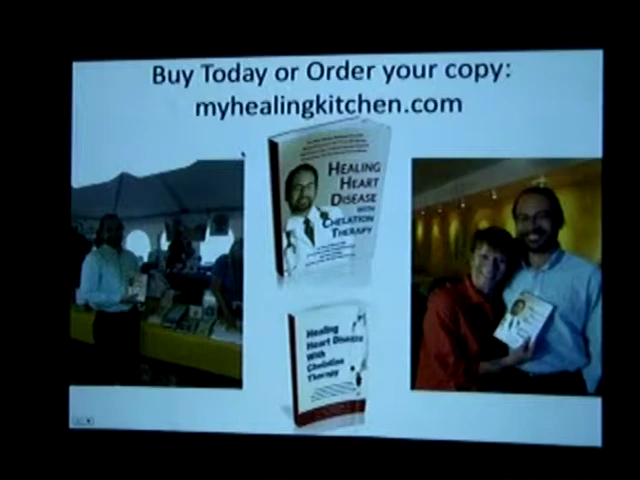 Buy Today or Order your copy:
myhealingkitchen.com
HEALING
HEART
DISEASE
WITH
CHELATION
THERAPY
Healing
Heart Disease
With
Chelation
Therapy